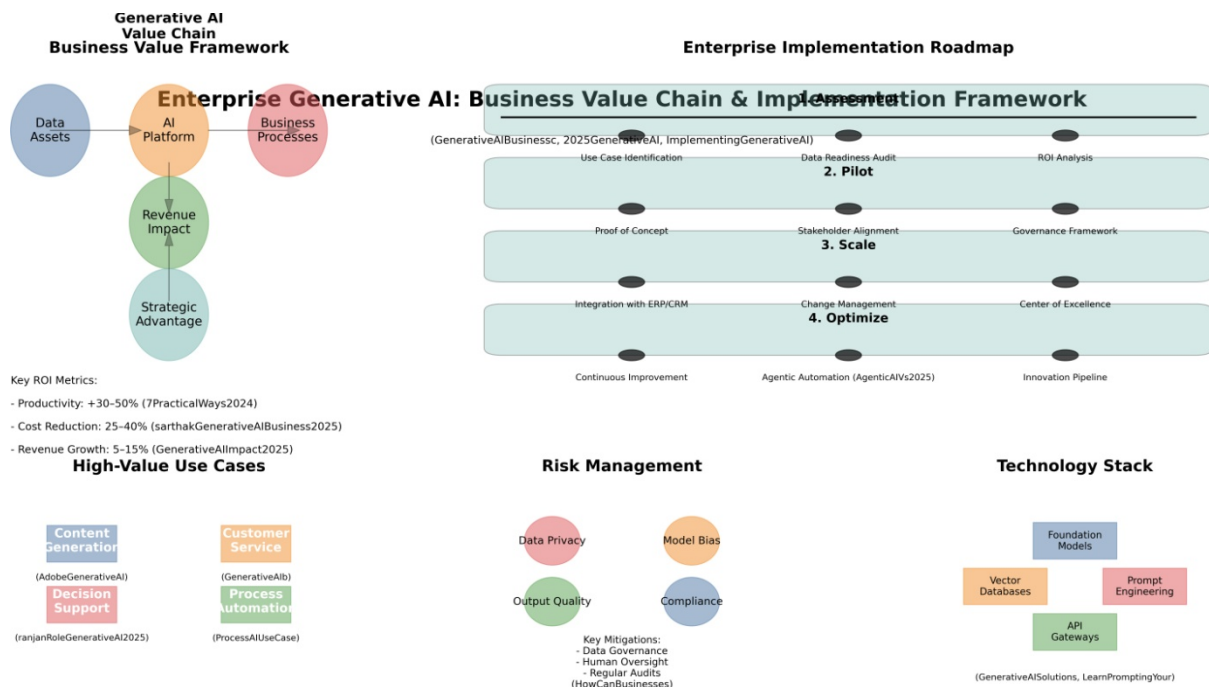 Generative AI
Value Chain
Business Value Framework
Enterprise Implementation Roadmap
Enterprise Generative AI: Business Value Chain & Implementation Framework
(GenerativeAIBusinessc, 2025GenerativeAI, ImplementingGenerativeAI)
Data
Assets
AI
Platform
Business
Processes
Revenue
Impact
Strategic
Advantage
Key ROI Metrics:
- Productivity: +30–50% (7PracticalWays2024)
- Cost Reduction: 25–40% (sarthakGenerativeAIBusiness2025)
- Revenue Growth: 5–15% (GenerativeAIImpact2025)
1. Assessment
Use Case Identification
Data Readiness Audit
ROI Analysis
2. Pilot
Proof of Concept
Stakeholder Alignment
Governance Framework
3. Scale
Integration with ERP/CRM
Change Management
Center of Excellence
4. Optimize
Continuous Improvement
Agentic Automation (AgenticAIVs2025)
Innovation Pipeline
High-Value Use Cases
Content
Generation
(AdobeGenerativeAI)
Customer
Service
(GenerativeAIb)
Decision
Support
(ranjanRoleGenerativeAI2025)
Process
Automation
(ProcessAIUseCase)
Risk Management
Data Privacy
Model Bias
Output Quality
Compliance
Key Mitigations:
- Data Governance
- Human Oversight
- Regular Audits
(HowCanBusinesses)
Technology Stack
Foundation
Models
Vector
Databases
Prompt
Engineering
API
Gateways
(GenerativeAISolutions, LearnPromptingYour)